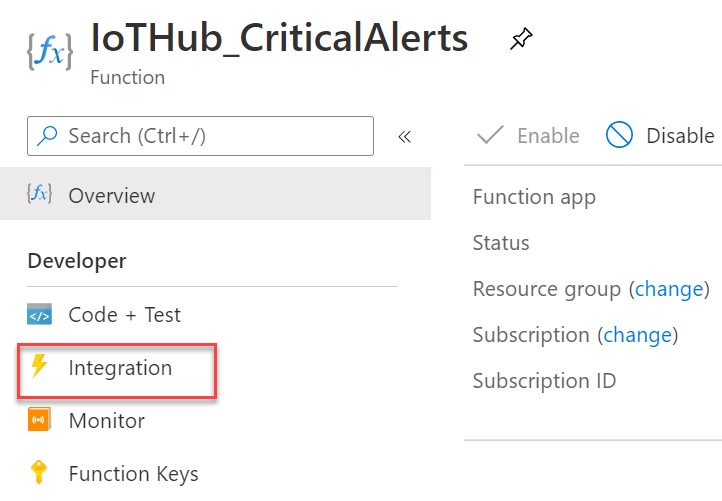 IoTHub_CriticalAlerts
Function
Search (Ctrl+/)
«
Enable
Disable
Overview
Developer
Code + Test
Integration
Monitor
Function Keys
Function app
Status
Resource group (change)
Subscription (change)
Subscription ID